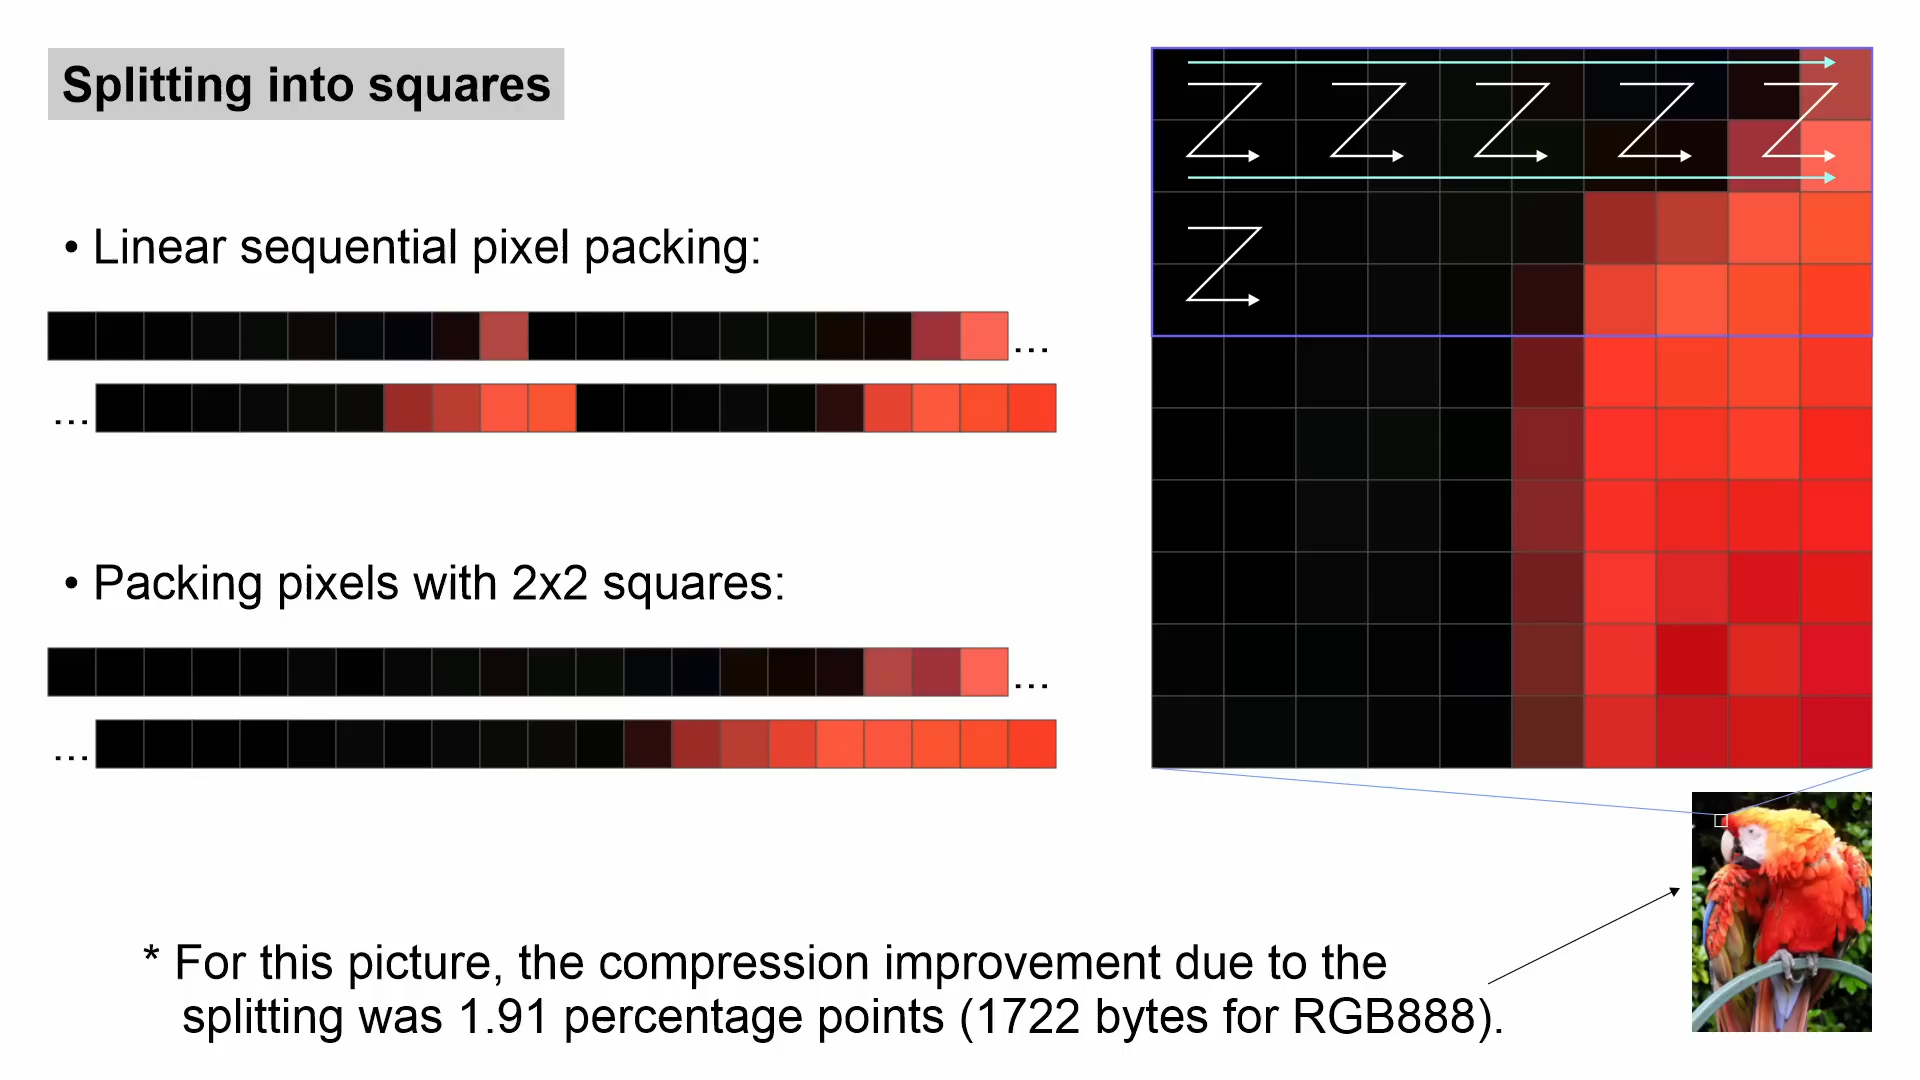 Splitting into squares
• Linear sequential pixel packing:
...
...
• Packing pixels with 2x2 squares:
...
...
* For this picture, the compression improvement due to the
splitting was 1.91 percentage points (1722 bytes for RGB888).